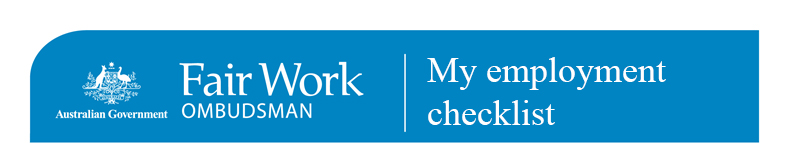 Australian Government
Fair Work
OMBUDSMAN
My employment
checklist